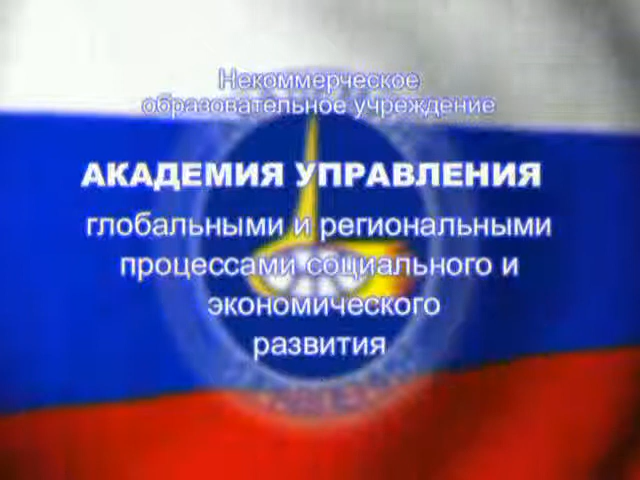 Некоммерческое
образовательное учреждение
АКАДЕМИЯ УПРАВЛЕНИЯ
глобальными и региональными
процессами социального и
экономического
развития